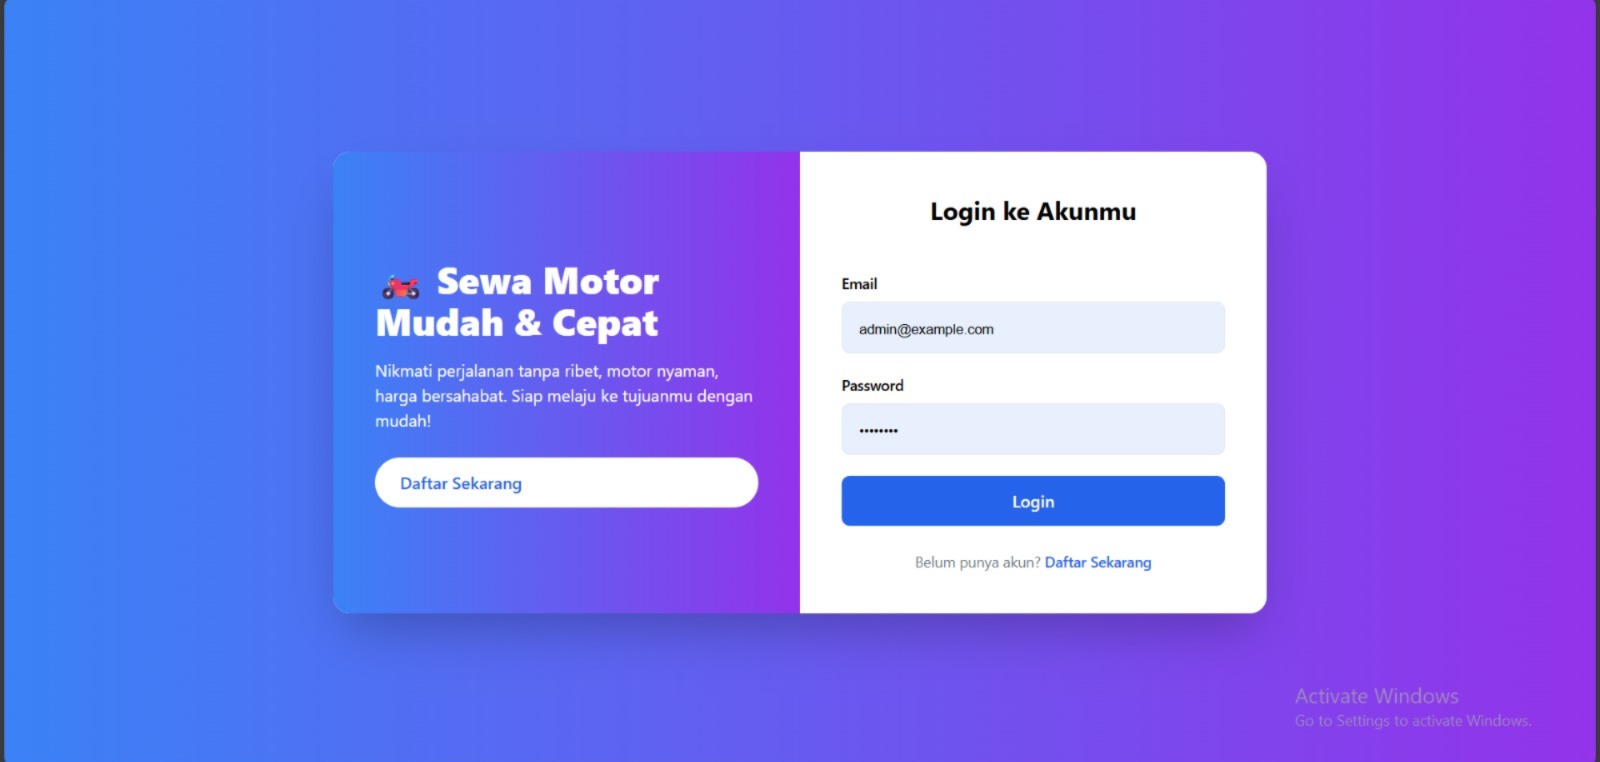 🏍️ Sewa Motor
Mudah & Cepat
Nikmati perjalanan tanpa ribet, motor nyaman,
harga bersahabat. Siap melaju ke tujuanmu dengan
mudah!
Daftar Sekarang
Login ke Akunmu
Email
admin@example.com
Password
••••••••
Login
Belum punya akun? Daftar Sekarang
Activate Windows
Go to Settings to activate Windows.